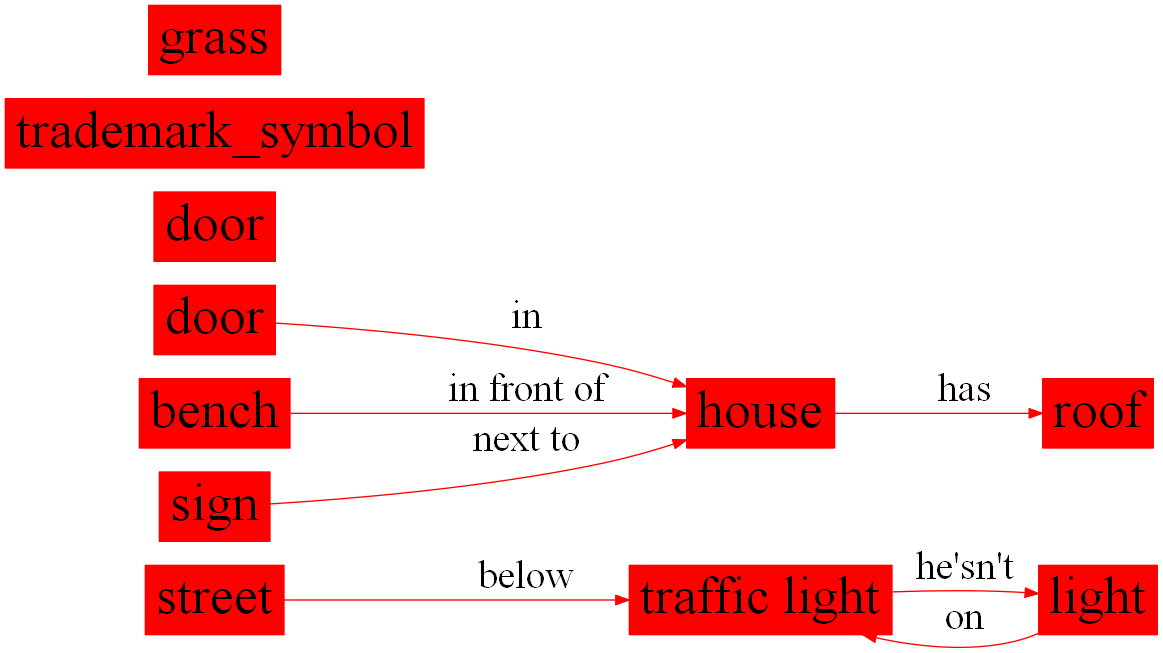 grass
trademark_symbol
door
door
in
bench
in front of
house
has
roof
next to
sign
street
below
traffic light
he'sn't
light
on